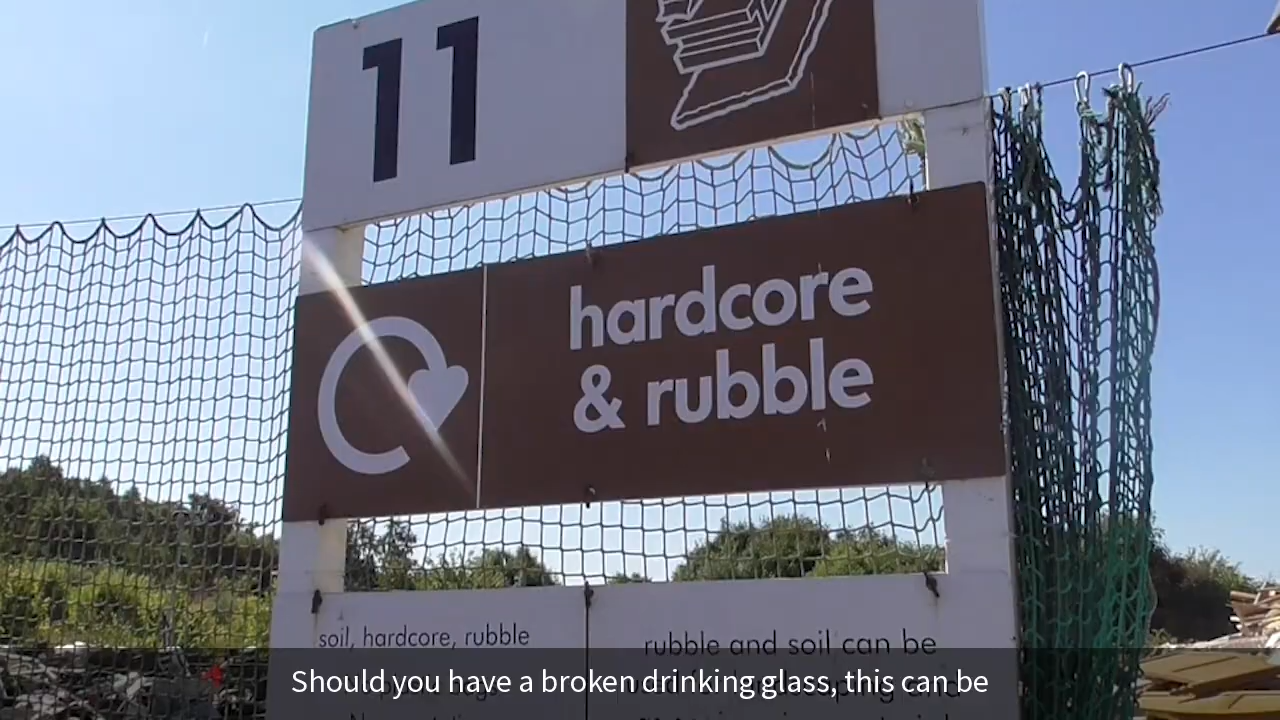 11
hardcore
& rubble
soil, hardcore, rubble
rubble and soil can be
Should you have a broken drinking glass, this can be